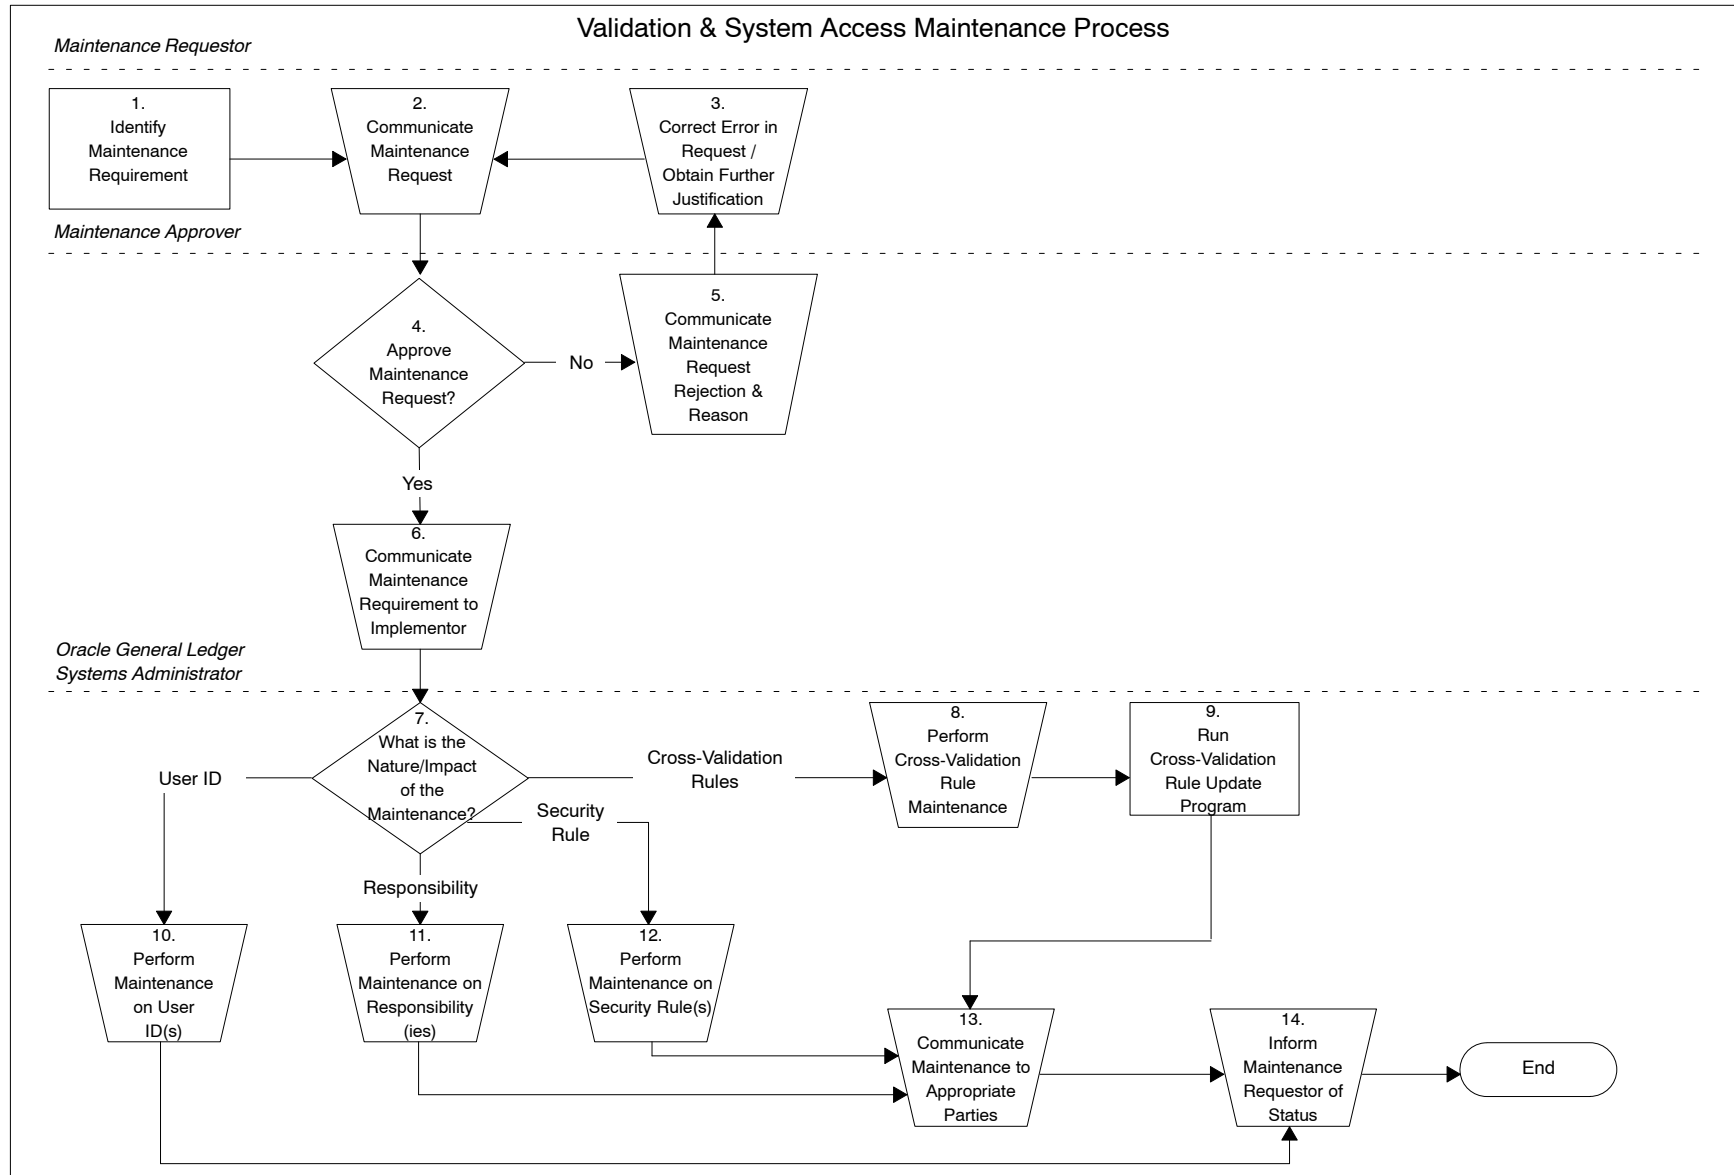 Validation & System Access Maintenance Process
Maintenance Requestor
1.
Identify
Maintenance
Requirement
2.
Communicate
Maintenance
Request
3.
Correct Error in
Request /
Obtain Further
Justification
Maintenance Approver
4.
Approve
Maintenance
Request?
No
5.
Communicate
Maintenance
Request
Rejection &
Reason
Yes
6.
Communicate
Maintenance
Requirement to
Implementor
Oracle General Ledger
Systems Administrator
7.
What is the
Nature/Impact
of the
Maintenance?
User ID
Cross-Validation
Rules
Security
Rule
Responsibility
8.
Perform
Cross-Validation
Rule
Maintenance
9.
Run
Cross-Validation
Rule Update
Program
10.
Perform
Maintenance
on User
ID(s)
11.
Perform
Maintenance on
Responsibility
(ies)
12.
Perform
Maintenance on
Security Rule(s)
13.
Communicate
Maintenance to
Appropriate
Parties
14.
Inform
Maintenance
Requestor of
Status
End